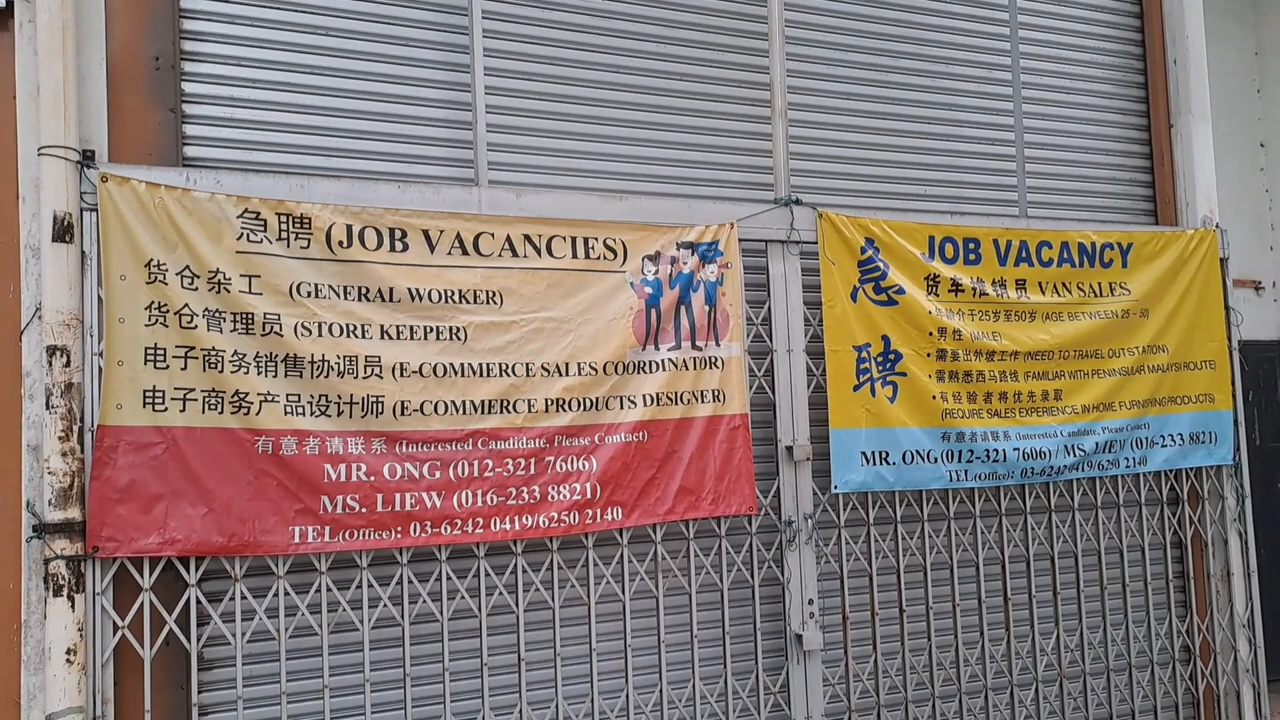 急聘 (JOB VACANCIES)
货仓杂工 (GENERAL WORKER)
货仓管理员 (STORE KEEPER)
电子商务销售协调员 (E-COMMERCE SALES COORDINATOR)
电子商务产品设计师 (E-COMMERCE PRODUCTS DESIGNER)
有意者请联系 (Interested Candidate, Please Contact)
MR. ONG (012-321 7606)
MS. LIEW (016-233 8821)
TEL(Office): 03-6242 0419/6250 2140
急聘
JOB VACANCY
货车推销员 VAN SALES
• 年龄介于25岁至50岁 (AGE BETWEEN 25 ~ 50)
• 男性 (MALE)
• 需要出外坡工作 (NEED TO TRAVEL OUTSTATION)
• 需熟悉西马路线 (FAMILIAR WITH PENINSULAR MALAYSI ROUTE)
• 有经验者将优先录取
(REQUIRE SALES EXPERIENCE IN HOME FURNISHING PRODUCTS)
有意者请联系 (Interested Candidate, Please Contact)
MR. ONG (012-321 7606) / MS. LIEW (016-233 8821)
TEL(Office): 03-6242 0419/6250 2140